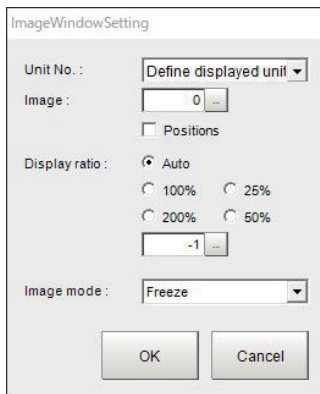 ImageWindowSetting
Unit No. : Define displayed unit
Image : 0 ...
Positions
Display ratio : Auto
100% 25%
200% 50%
-1 ...
Image mode : Freeze
OK Cancel